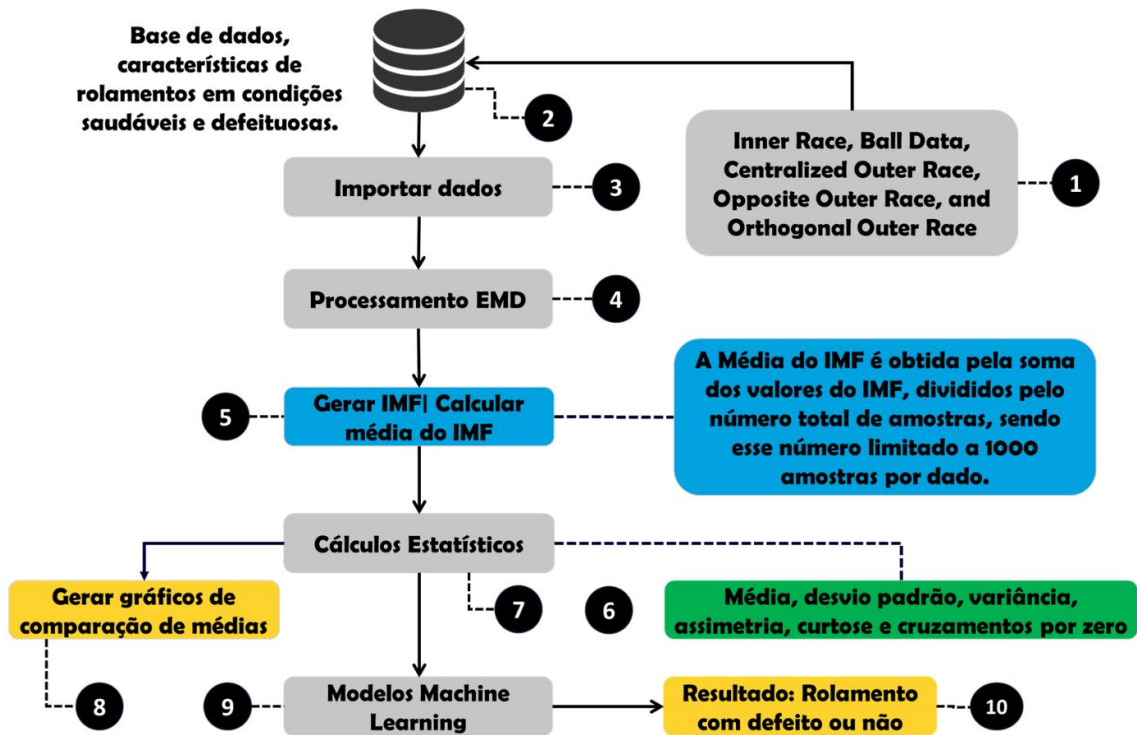 Base de dados,
características de
rolamentos em condições
saudáveis e defeituosas.
2
Inner Race, Ball Data,
Centralized Outer Race,
Opposite Outer Race, and
Orthogonal Outer Race
1
Importar dados
3
Processamento EMD
4
5
Gerar IMF| Calcular
média do IMF
A Média do IMF é obtida pela soma
dos valores do IMF, divididos pelo
número total de amostras, sendo
esse número limitado a 1000
amostras por dado.
Cálculos Estatísticos
Gerar gráficos de
comparação de médias
7
6
Média, desvio padrão, variância,
assimetria, curtose e cruzamentos por zero
8
9
Modelos Machine
Learning
Resultado: Rolamento
com defeito ou não
10